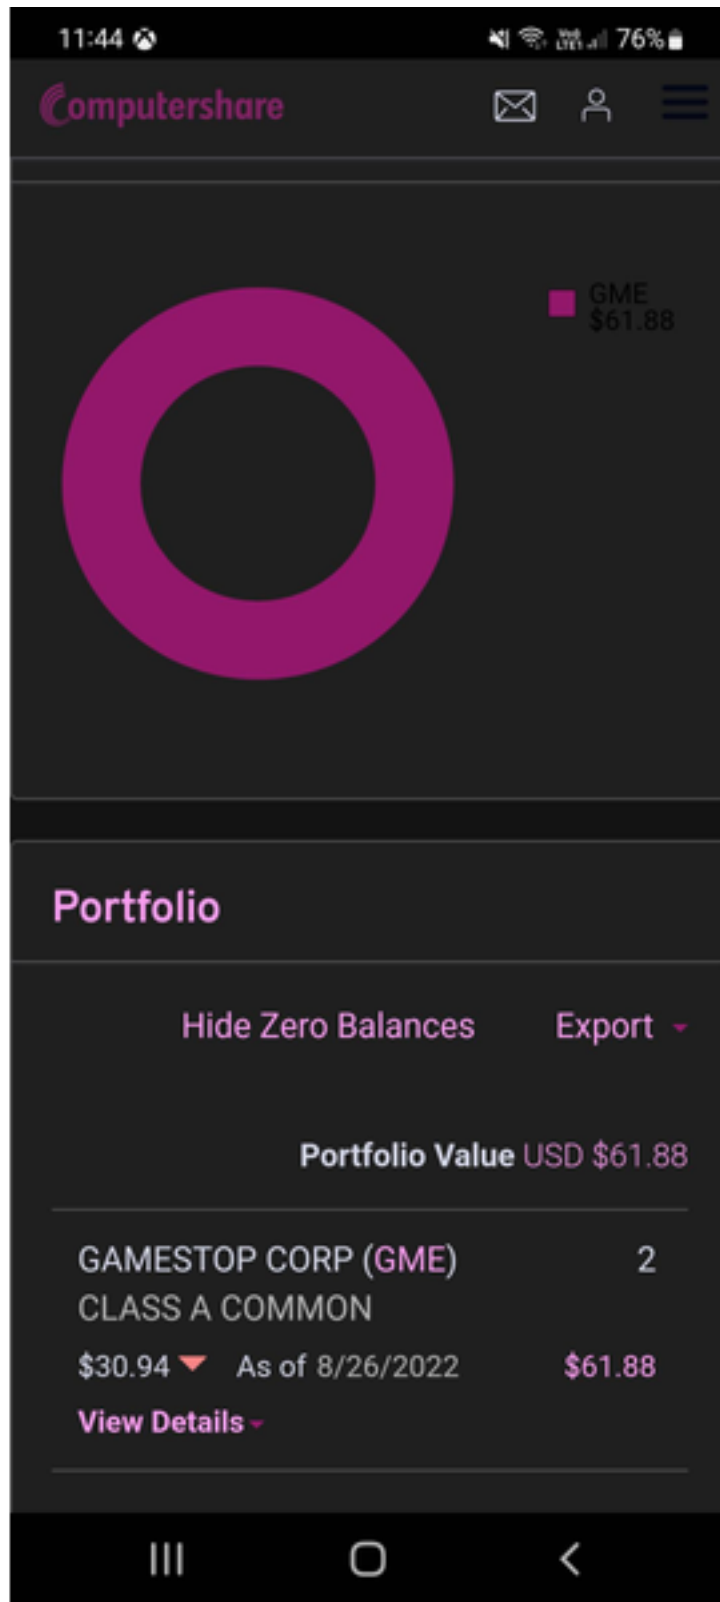 11:44 76%
Computershare
GME
$61.88
Portfolio
Hide Zero Balances Export
Portfolio Value USD $61.88
GAMESTOP CORP (GME) 2
CLASS A COMMON
$30.94 As of 8/26/2022 $61.88
View Details